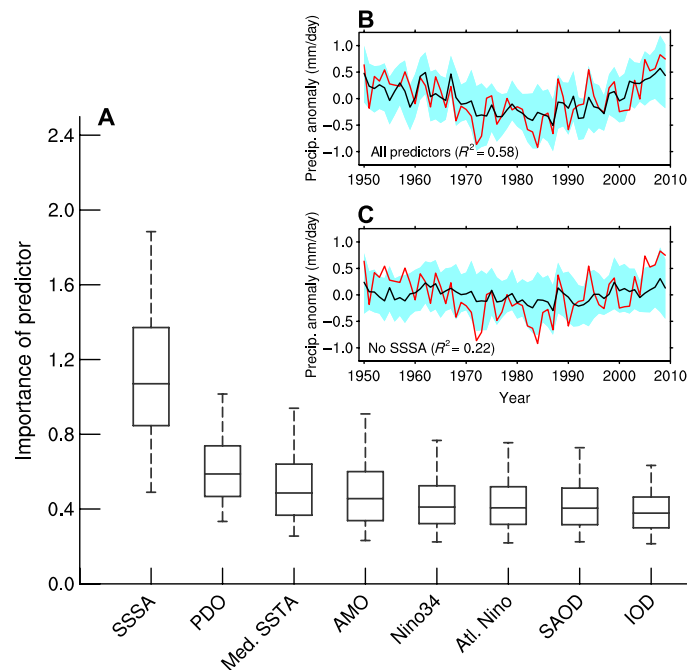 A
Importance of predictor
2.4
2.0
1.6
1.2
0.8
0.4
0.0
SSSA
PDO
Med. SSTA
AMO
Nino34
Atl. Nino
SAOD
IOD
B
Precip. anomaly (mm/day)
1.0
0.5
0.0
−0.5
−1.0
All predictors (R² = 0.58)
1950 1960 1970 1980 1990 2000 2010
C
Precip. anomaly (mm/day)
1.0
0.5
0.0
−0.5
−1.0
No SSSA (R² = 0.22)
1950 1960 1970 1980 1990 2000 2010
Year